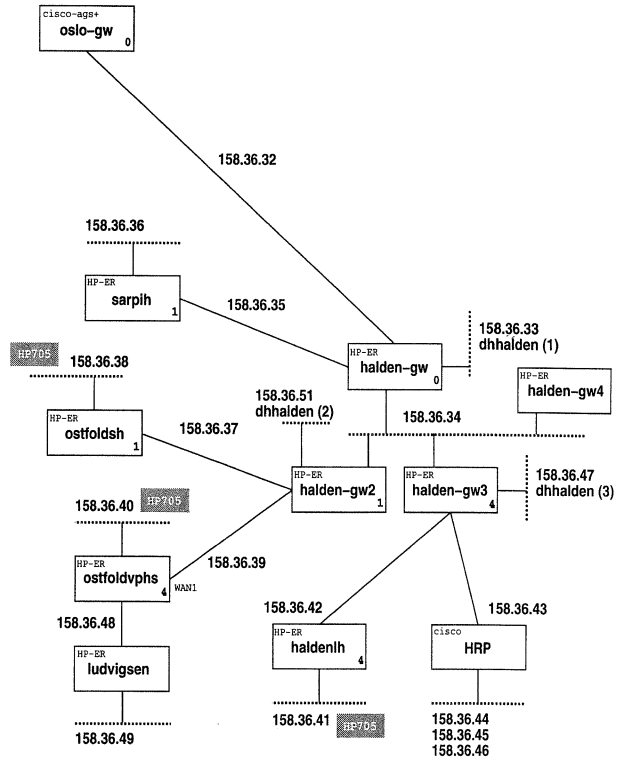 cisco-ags+
oslo-gw
0
158.36.32
158.36.36
HP-ER
sarpih
1
158.36.35
158.36.33
dhhalden (1)
HP-ER
halden-gw
0
HP-ER
halden-gw4
HP705
158.36.38
158.36.51
dhhalden (2)
158.36.34
HP-ER
ostfoldsh
1
158.36.37
HP-ER
halden-gw2
1
HP-ER
halden-gw3
4
158.36.47
dhhalden (3)
158.36.40
HP705
HP-ER
ostfoldvphs
4
WAN1
158.36.39
158.36.48
158.36.42
158.36.43
HP-ER
ludvigsen
HP-ER
haldenlh
4
cisco
HRP
158.36.49
158.36.41
HP705
158.36.44
158.36.45
158.36.46